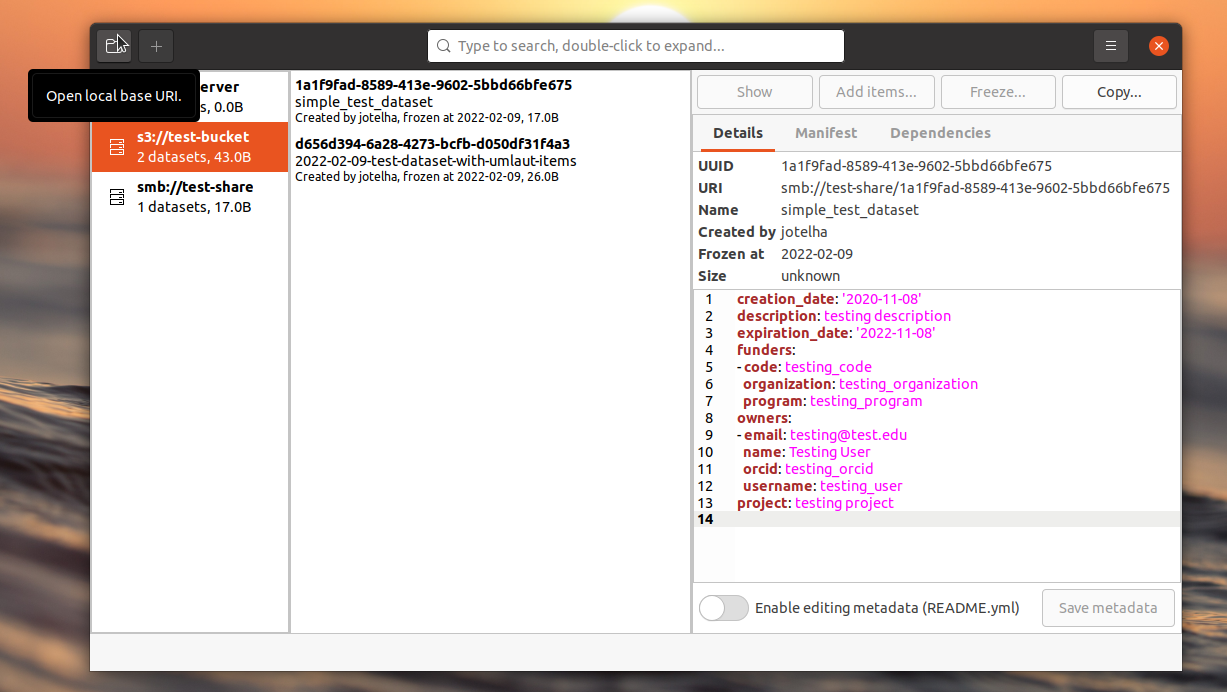 Type to search, double-click to expand...
Open local base URI.
erver
s, 0.0B
s3://test-bucket
2 datasets, 43.0B
smb://test-share
1 datasets, 17.0B
1a1f9fad-8589-413e-9602-5bbd66bfe675
simple_test_dataset
Created by jotelha, frozen at 2022-02-09, 17.0B
d656d394-6a28-4273-bcfb-d050df31f4a3
2022-02-09-test-dataset-with-umlaut-items
Created by jotelha, frozen at 2022-02-09, 26.0B
Show Add items... Freeze... Copy...
Details Manifest Dependencies
UUID 1a1f9fad-8589-413e-9602-5bbd66bfe675
URI smb://test-share/1a1f9fad-8589-413e-9602-5bbd66bfe675
Name simple_test_dataset
Created by jotelha
Frozen at 2022-02-09
Size unknown
1 creation_date: '2020-11-08'
2 description: testing description
3 expiration_date: '2022-11-08'
4 funders:
5 - code: testing_code
6 organization: testing_organization
7 program: testing_program
8 owners:
9 - email: testing@test.edu
10 name: Testing User
11 orcid: testing_orcid
12 username: testing_user
13 project: testing project
14
Enable editing metadata (README.yml) Save metadata